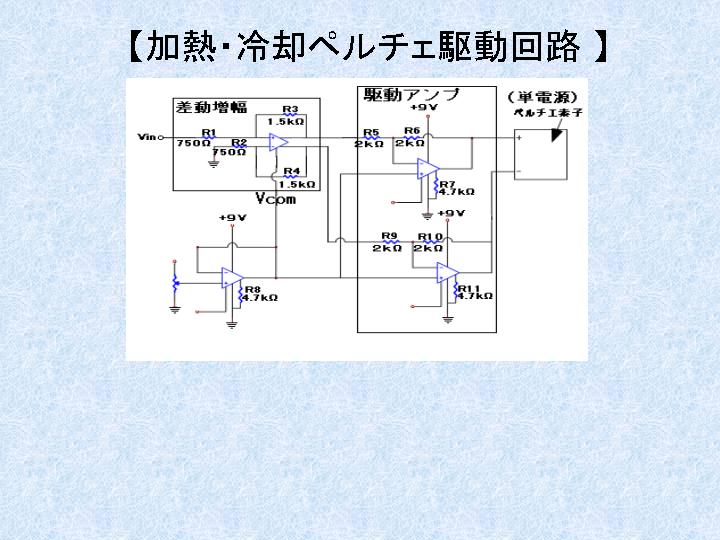 【加熱・冷却ペルチェ駆動回路 】
差動増幅
R3
1.5kΩ
Vin
R1
750Ω
R2
750Ω
R4
1.5kΩ
Vcom
駆動アンプ
+9V
(単電源)
ペルチエ素子
R5
2kΩ
R6
2kΩ
+
-
R7
4.7kΩ
+9V
+9V
R9
2kΩ
R10
2kΩ
R8
4.7kΩ
R11
4.7kΩ